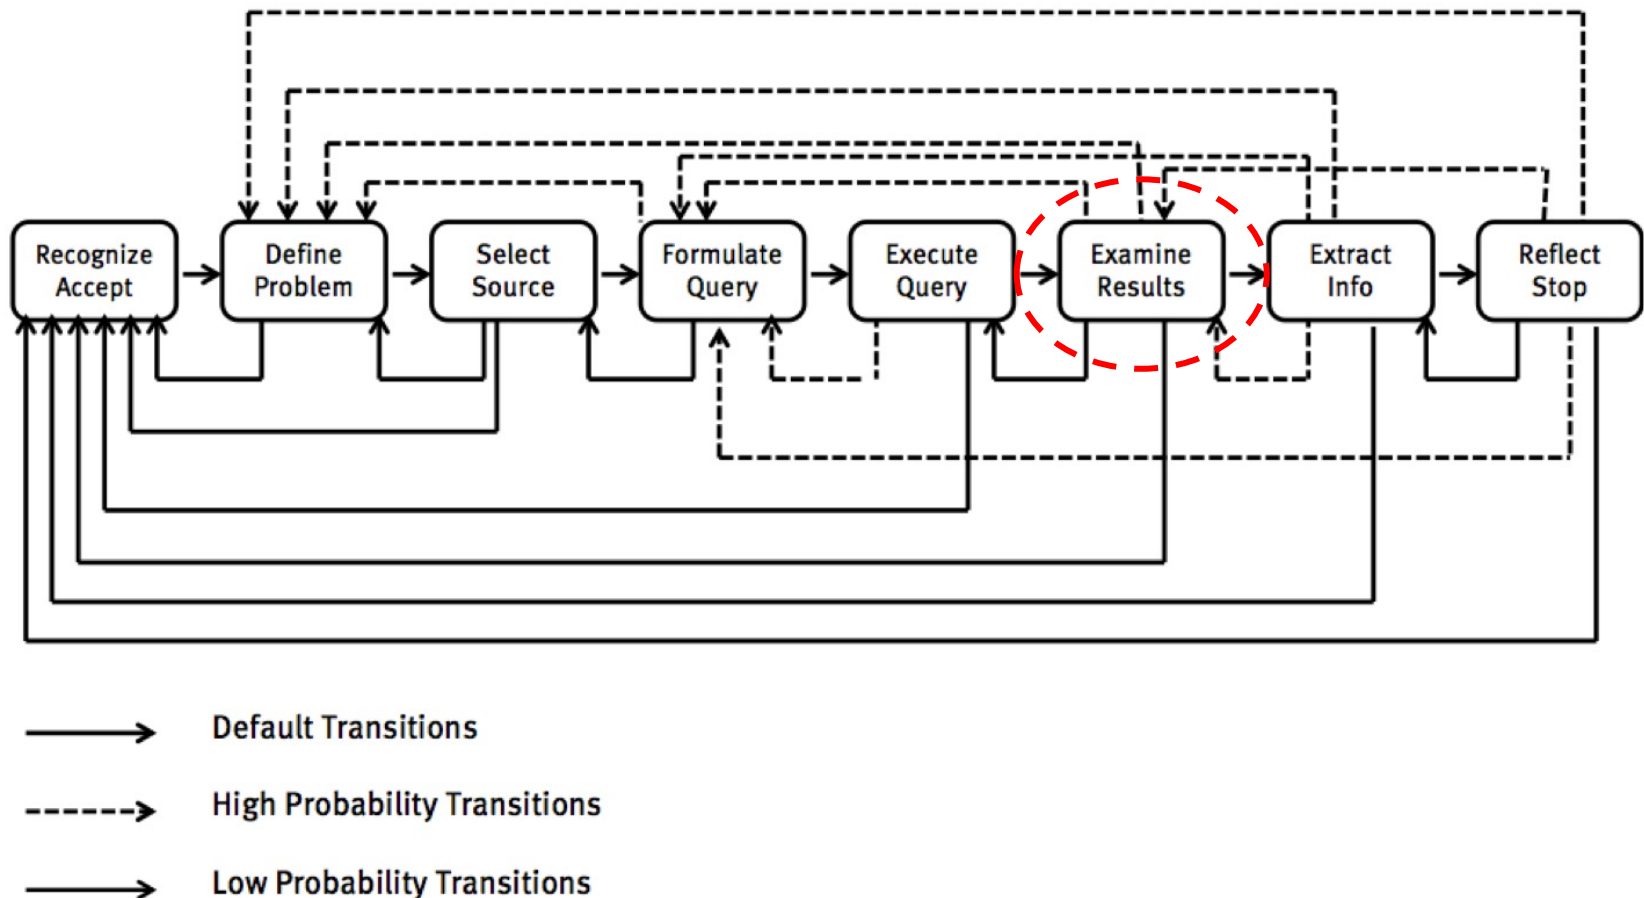 Recognize
Accept
Define
Problem
Select
Source
Formulate
Query
Execute
Query
Examine
Results
Extract
Info
Reflect
Stop
Default Transitions
High Probability Transitions
Low Probability Transitions